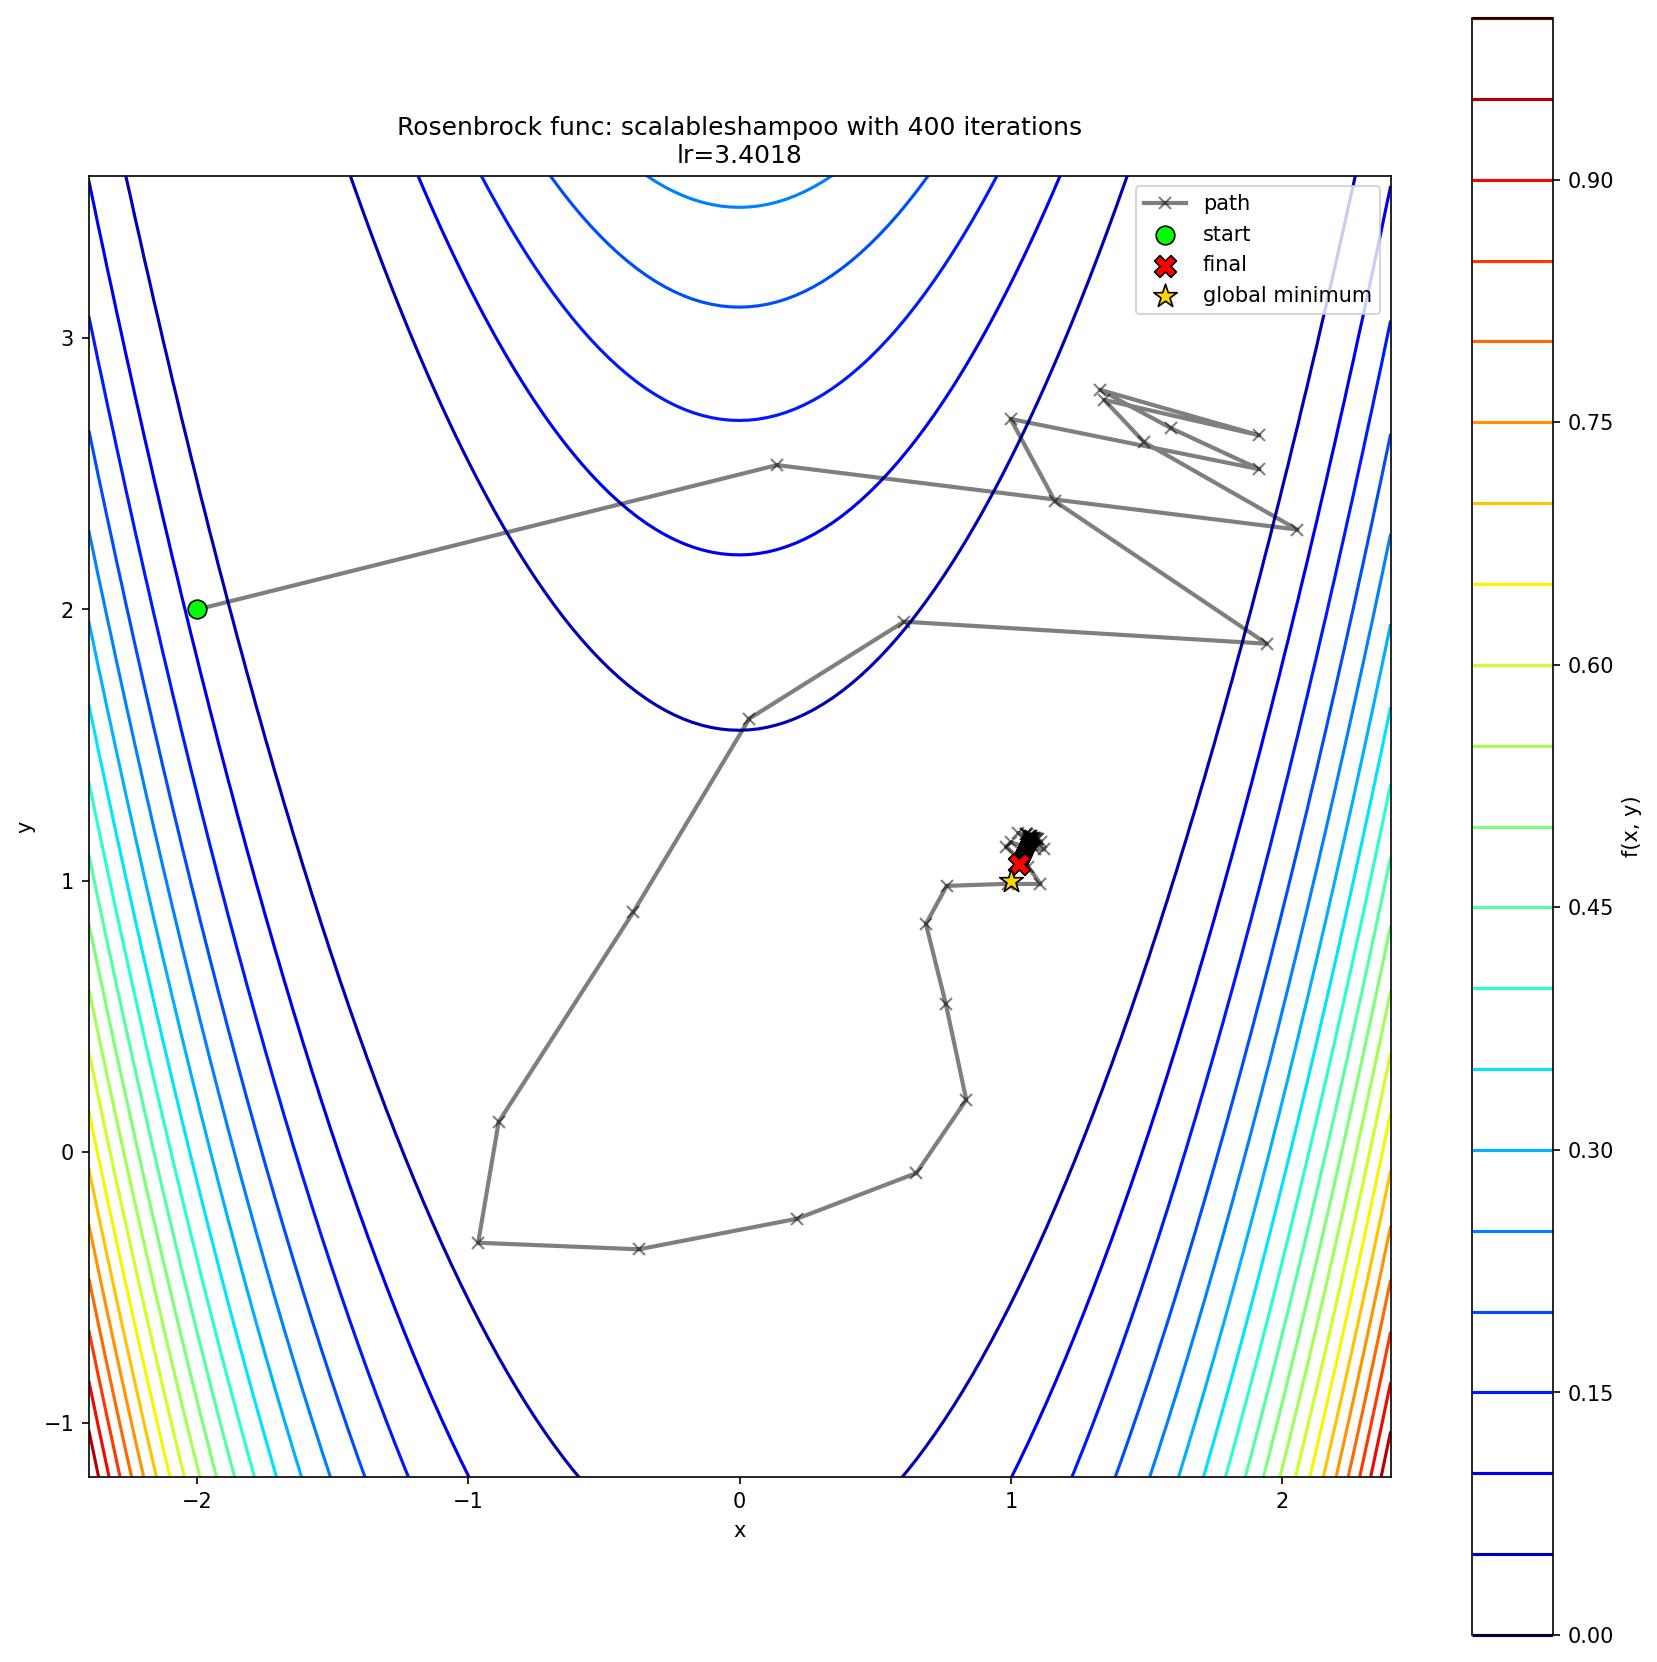 Rosenbrock func: scalableshampoo with 400 iterations
lr=3.4018
path
start
final
global minimum
3
2
1
0
−1
y
−2
−1
0
1
2
x
0.90
0.75
0.60
0.45
0.30
0.15
0.00
f(x, y)